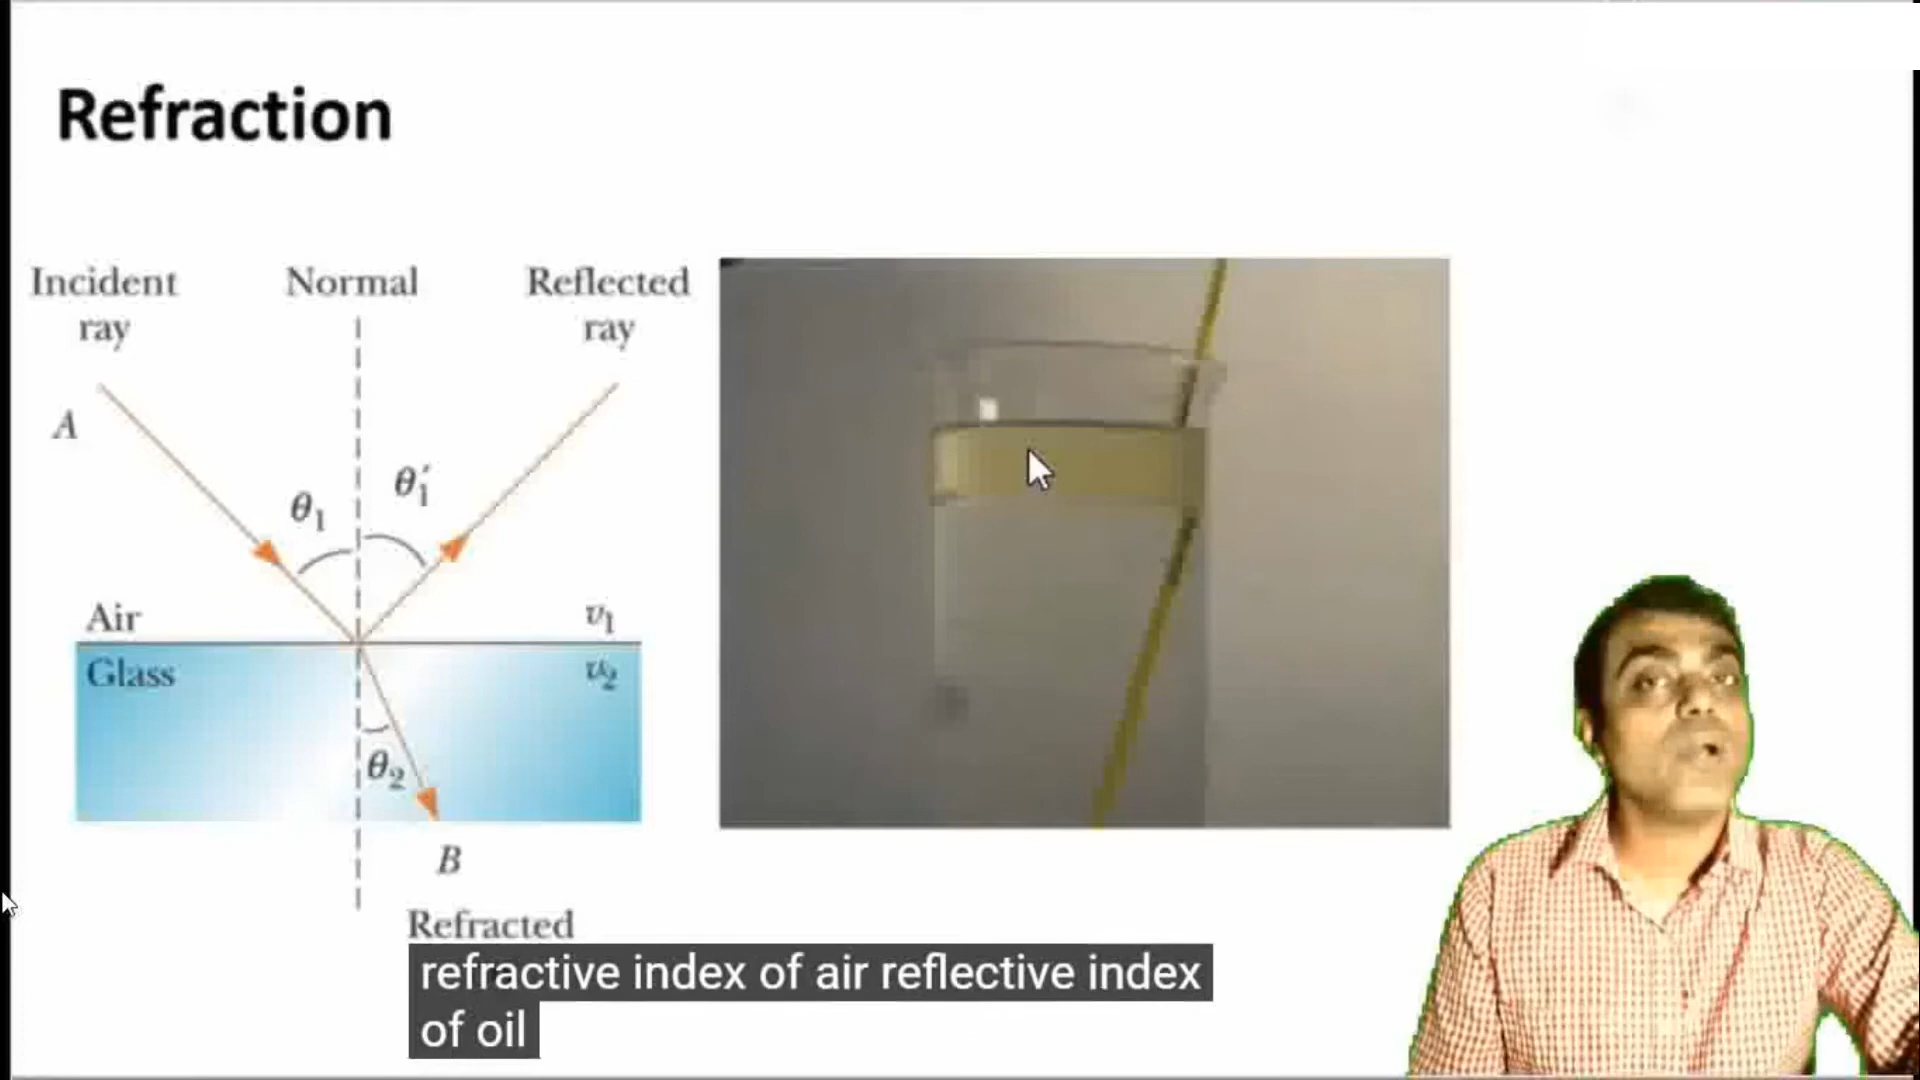 Refraction
Incident
ray
Normal
Reflected
ray
A
θ1
θ1′
Air
v1
Glass
v2
θ2
B
Refracted
refractive index of air reflective index
of oil